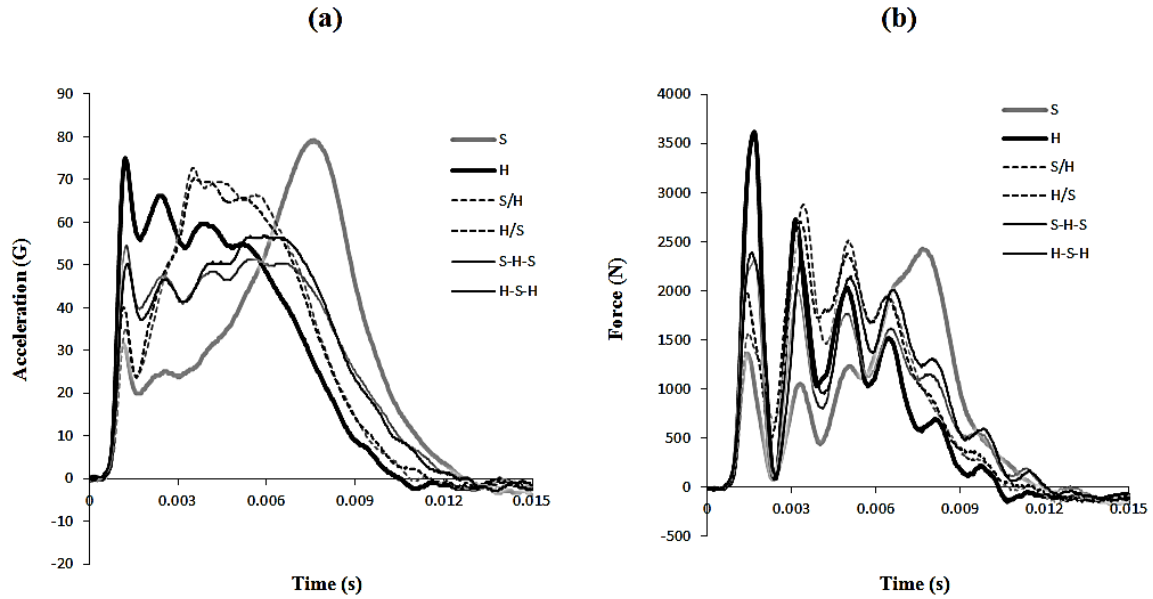 (a)
90
80
70
60
50
40
30
20
10
0
-10
-20
0
0.003
0.006
0.009
0.012
0.015
Acceleration (G)
Time (s)
S
H
S/H
H/S
S-H-S
H-S-H
(b)
4000
3500
3000
2500
2000
1500
1000
500
0
-500
0
0.003
0.006
0.009
0.012
0.015
Force (N)
Time (s)
S
H
S/H
H/S
S-H-S
H-S-H